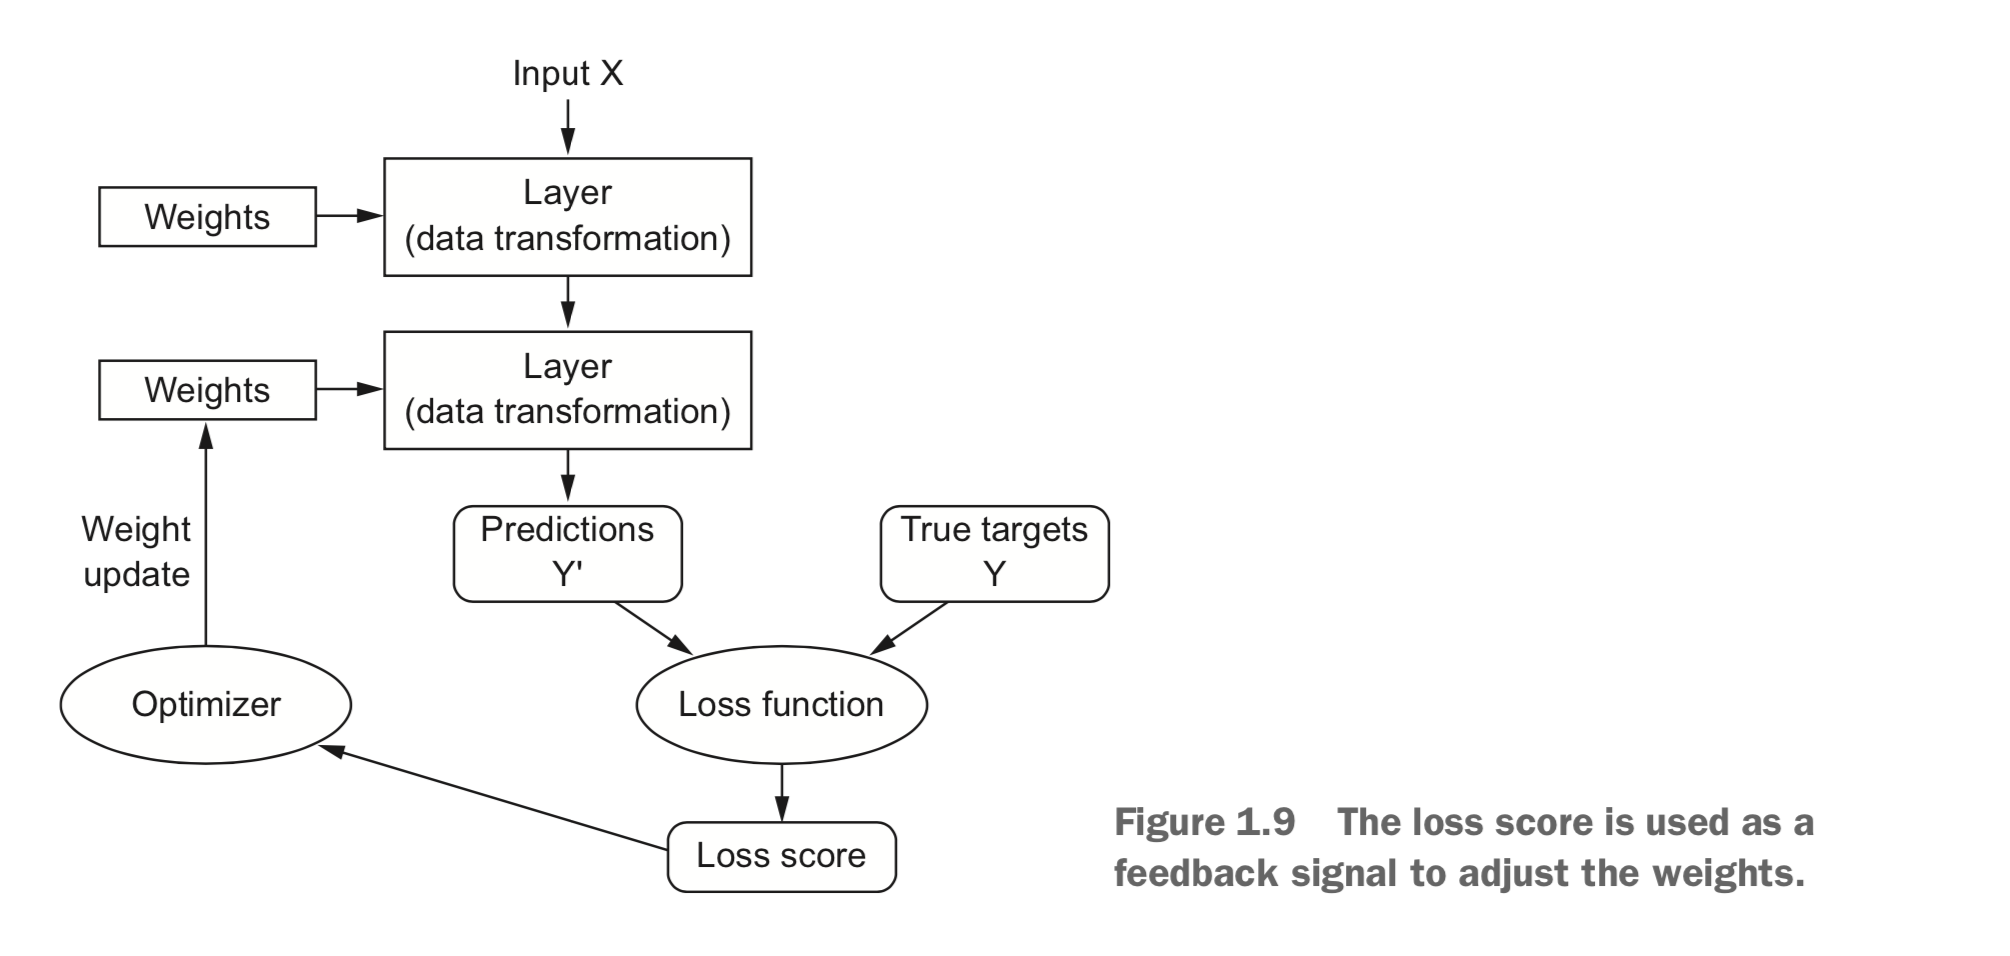 Input X
Weights
Layer
(data transformation)
Weights
Layer
(data transformation)
Weight
update
Predictions
Y'
True targets
Y
Optimizer
Loss function
Loss score
Figure 1.9 The loss score is used as a
feedback signal to adjust the weights.